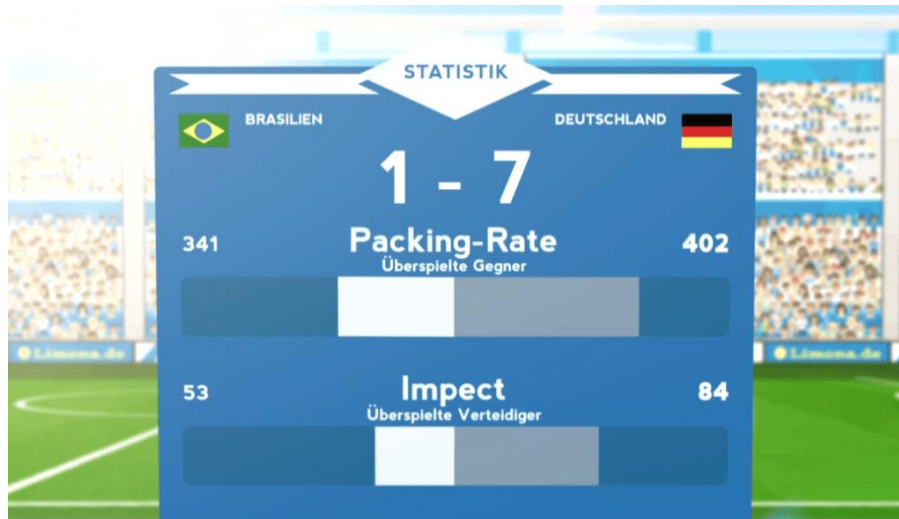 STATISTIK
BRASILIEN
DEUTSCHLAND
1 - 7
341 Packing-Rate 402
Überspielte Gegner
Limona.de
Limona.de
53 Impect 84
Überspielte Verteidiger